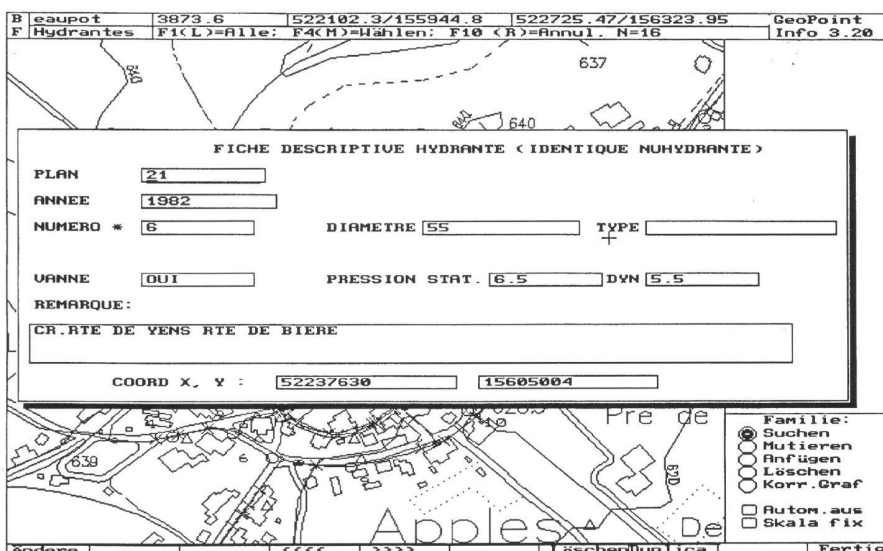 B eaupot 3873.6 522102.3/155944.8 522725.47/156323.95 GeoPoint
F Hydrantes F1(L)=Alle; F4(M)=Wählen; F10 (R)=Annul. N=16 Info 3.20
637
640
640
FICHE DESCRIPTIVE HYDRANTE (IDENTIQUE NUHYDRANTE)
PLAN 21
ANNEE 1982
NUMERO * 6 DIAMETRE 55 TYPE
VANNE OUI PRESSION STAT. 6.5 DYN 5.5
REMARQUE:
CR.RTE DE YENS RTE DE BIERE
COORD X, Y : 52237630 15605004
10
Pre de
639
6
620
Apples
De
Familie:
Suchen
Mutieren
Anfügen
Löschen
Korr.Graf
Autom.aus
Skala fix
Andere <<<< >>>> Löschen Duplica Fertig